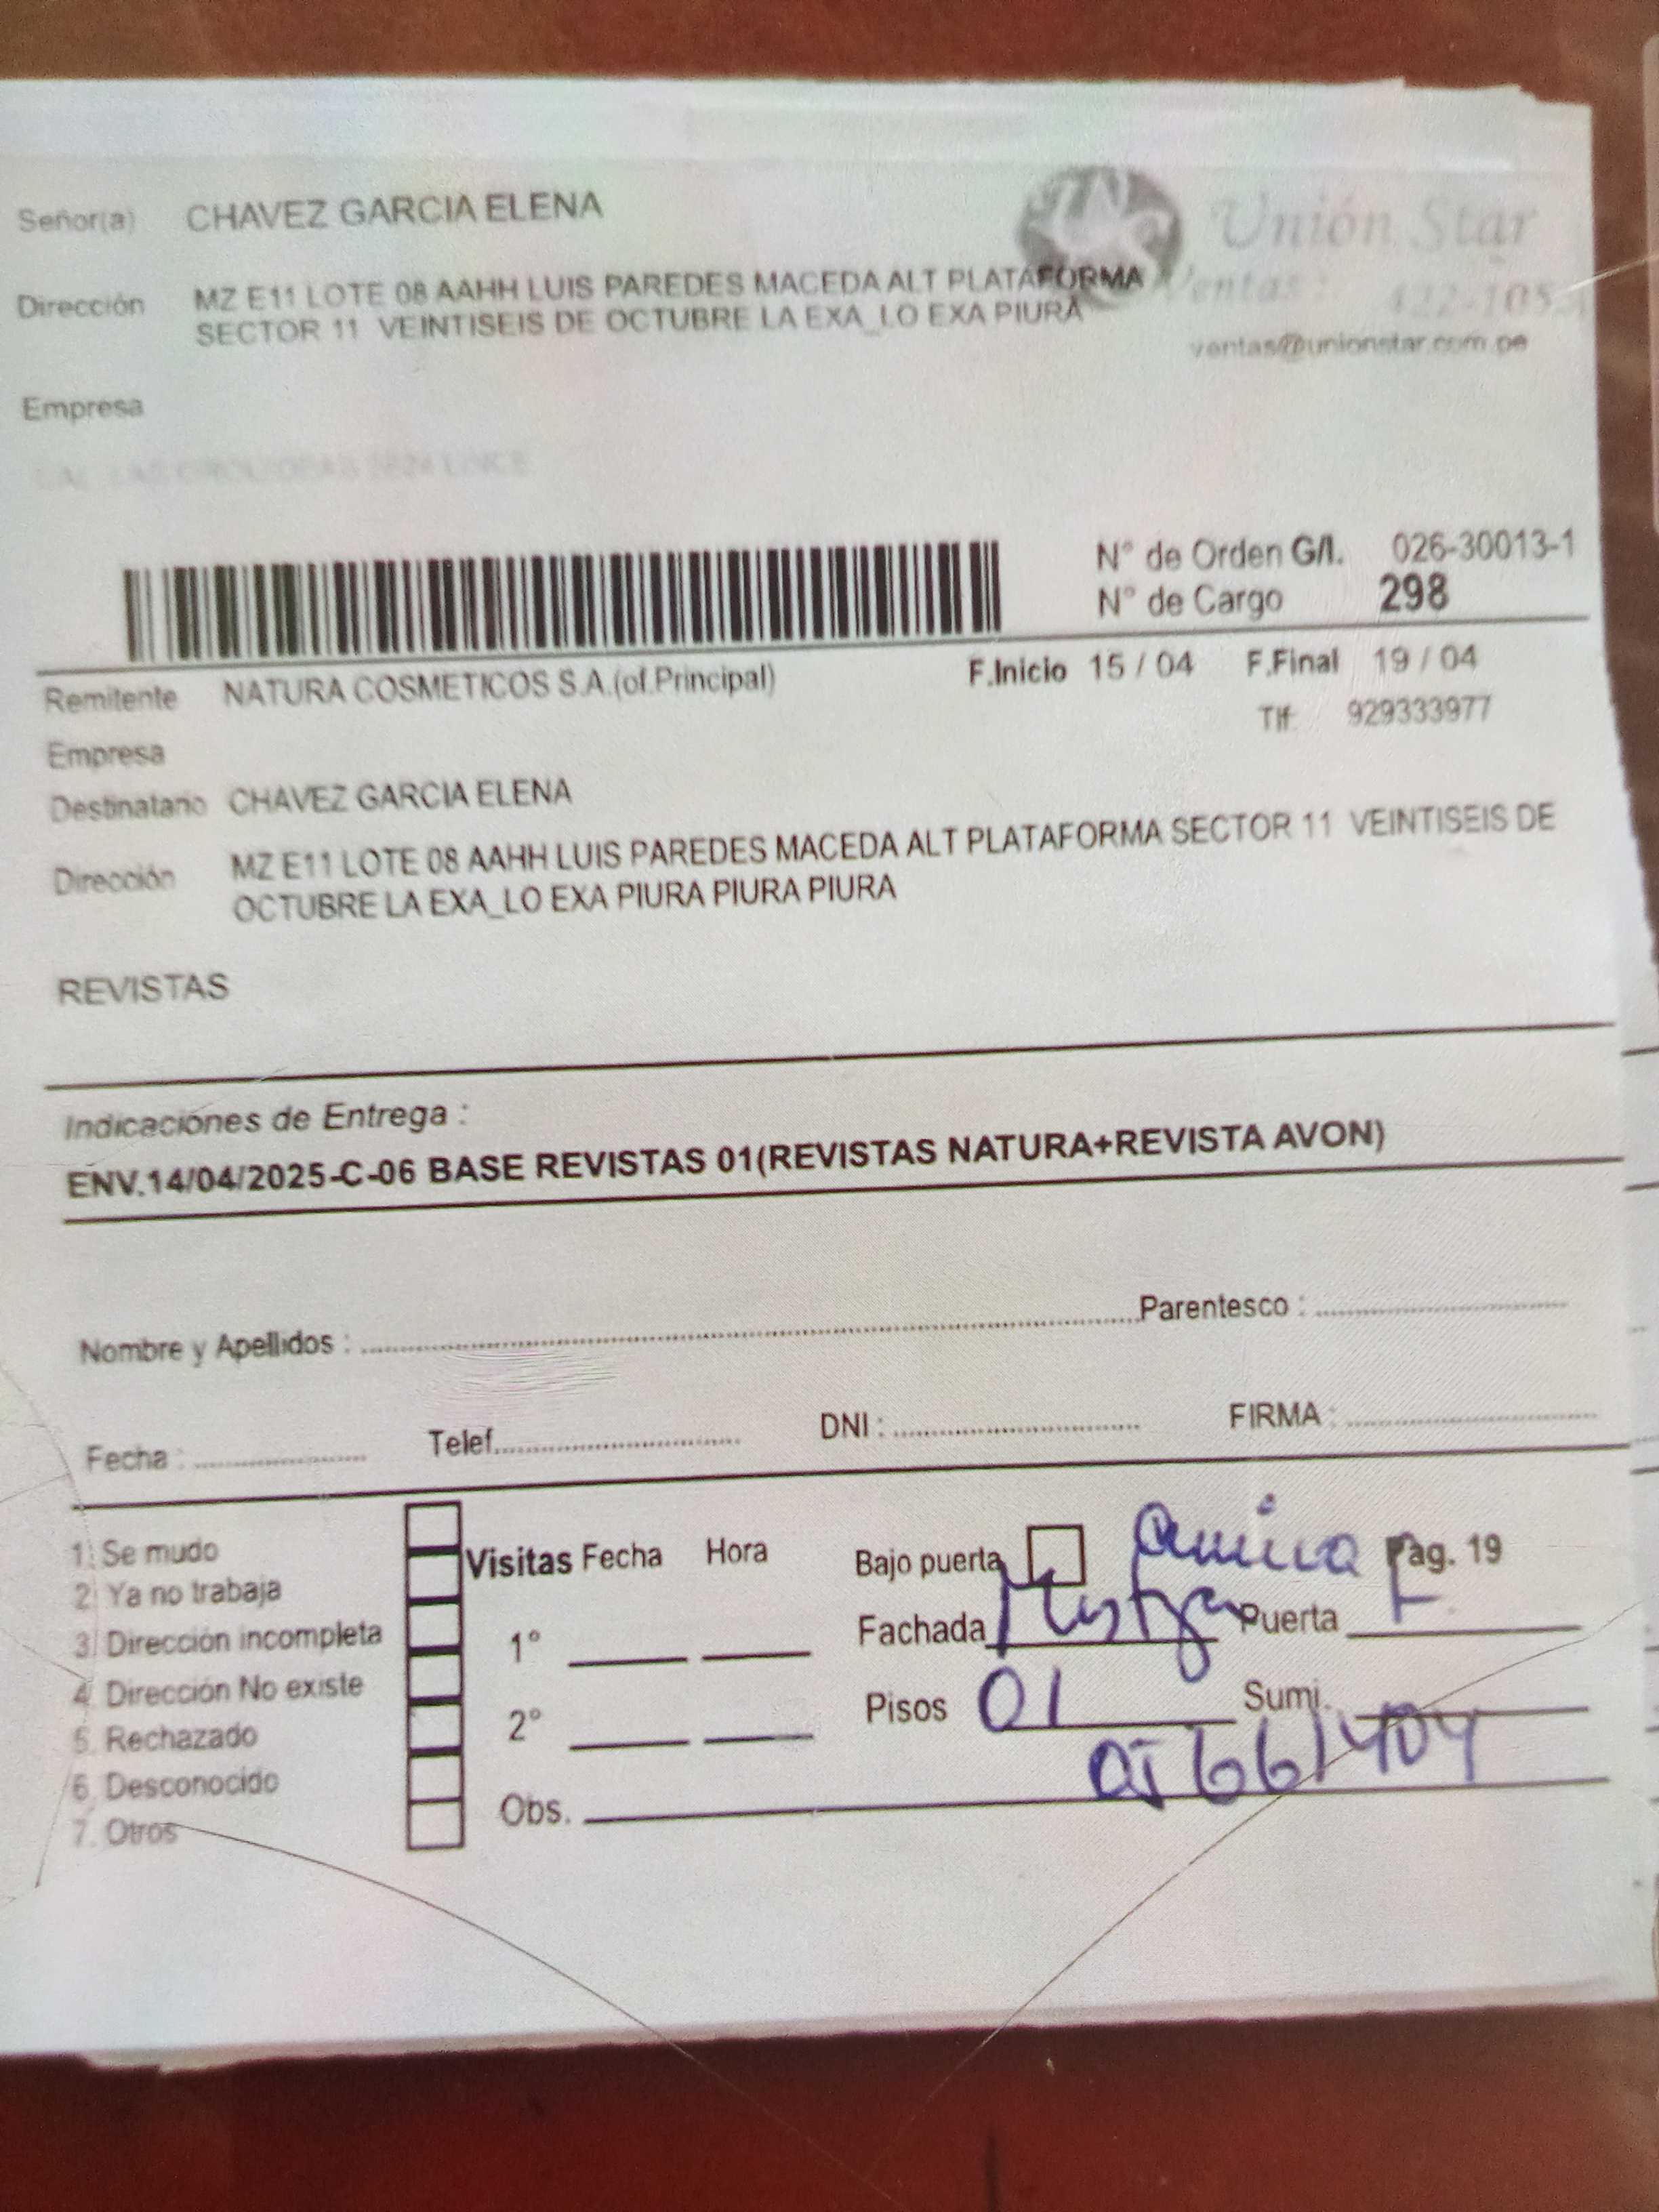 Señor(a) CHAVEZ GARCIA ELENA
Unión Star
Dirección MZ E11 LOTE 08 AAHH LUIS PAREDES MACEDA ALT PLATAFORMA
SECTOR 11 VEINTISEIS DE OCTUBRE LA EXA_LO EXA PIURA
Ventas: 422-105
ventas@unionstar.com.pe
Empresa
N° de Orden G/I. 026-30013-1
N° de Cargo 298
Remitente NATURA COSMETICOS S.A.(of.Principal) F.Inicio 15 / 04 F.Final 19 / 04
Tlf: 929333977
Empresa
Destinatario CHAVEZ GARCIA ELENA
Dirección MZ E11 LOTE 08 AAHH LUIS PAREDES MACEDA ALT PLATAFORMA SECTOR 11 VEINTISEIS DE
OCTUBRE LA EXA_LO EXA PIURA PIURA PIURA
REVISTAS
Indicaciones de Entrega :
ENV.14/04/2025-C-06 BASE REVISTAS 01(REVISTAS NATURA+REVISTA AVON)
Nombre y Apellidos : Parentesco :
Fecha : Telef. DNI : FIRMA :
1. Se mudo
2. Ya no trabaja
3. Dirección incompleta
4. Dirección No existe
5. Rechazado
6. Desconocido
7. Otros
Visitas Fecha Hora
1°
2°
Obs.
Bajo puerta Pag. 19
Fachada Puerta F
Pisos 01 Sumi.
661404